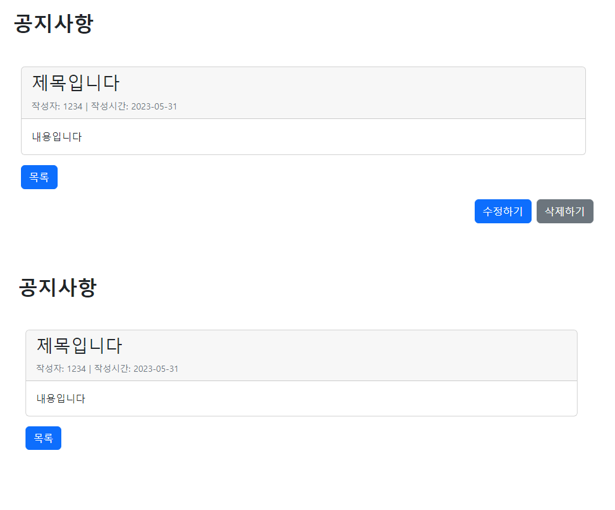 공지사항
제목입니다
작성자: 1234 | 작성시간: 2023-05-31
내용입니다
목록
수정하기 삭제하기
공지사항
제목입니다
작성자: 1234 | 작성시간: 2023-05-31
내용입니다
목록